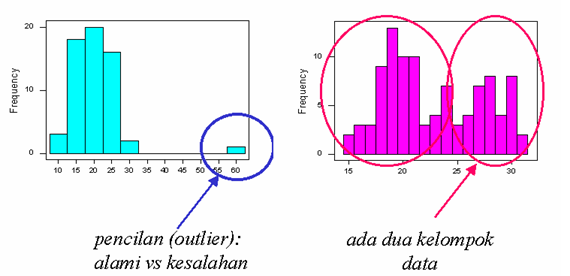 Frequency
20
10
0
10 15 20 25 30 35 40 45 50 55 60
pencilan (outlier):
alami vs kesalahan
Frequency
10
5
0
15 20 25 30
ada dua kelompok
data